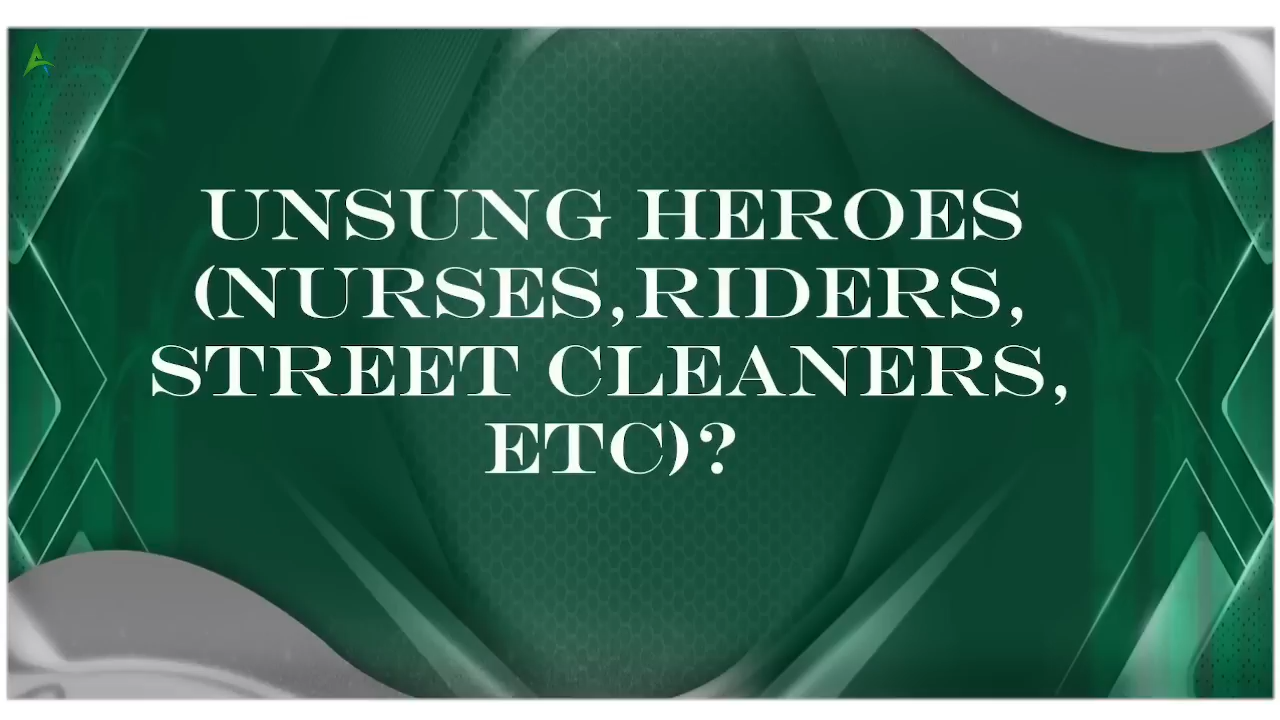 UNSUNG HEROES
(NURSES, RIDERS,
STREET CLEANERS,
ETC)?